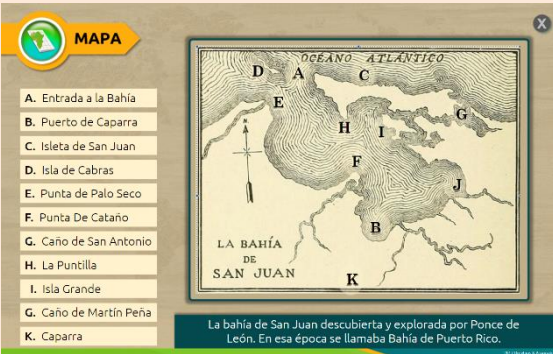 MAPA
A. Entrada a la Bahía
B. Puerto de Caparra
C. Isleta de San Juan
D. Isla de Cabras
E. Punta de Palo Seco
F. Punta De Cataño
G. Caño de San Antonio
H. La Puntilla
I. Isla Grande
G. Caño de Martín Peña
K. Caparra
OCÉANO ATLÁNTICO
D
A
C
E
G
H
I
F
J
B
K
LA BAHÍA
DE
SAN JUAN
La bahía de San Juan descubierta y explorada por Ponce de
León. En esa época se llamaba Bahía de Puerto Rico.